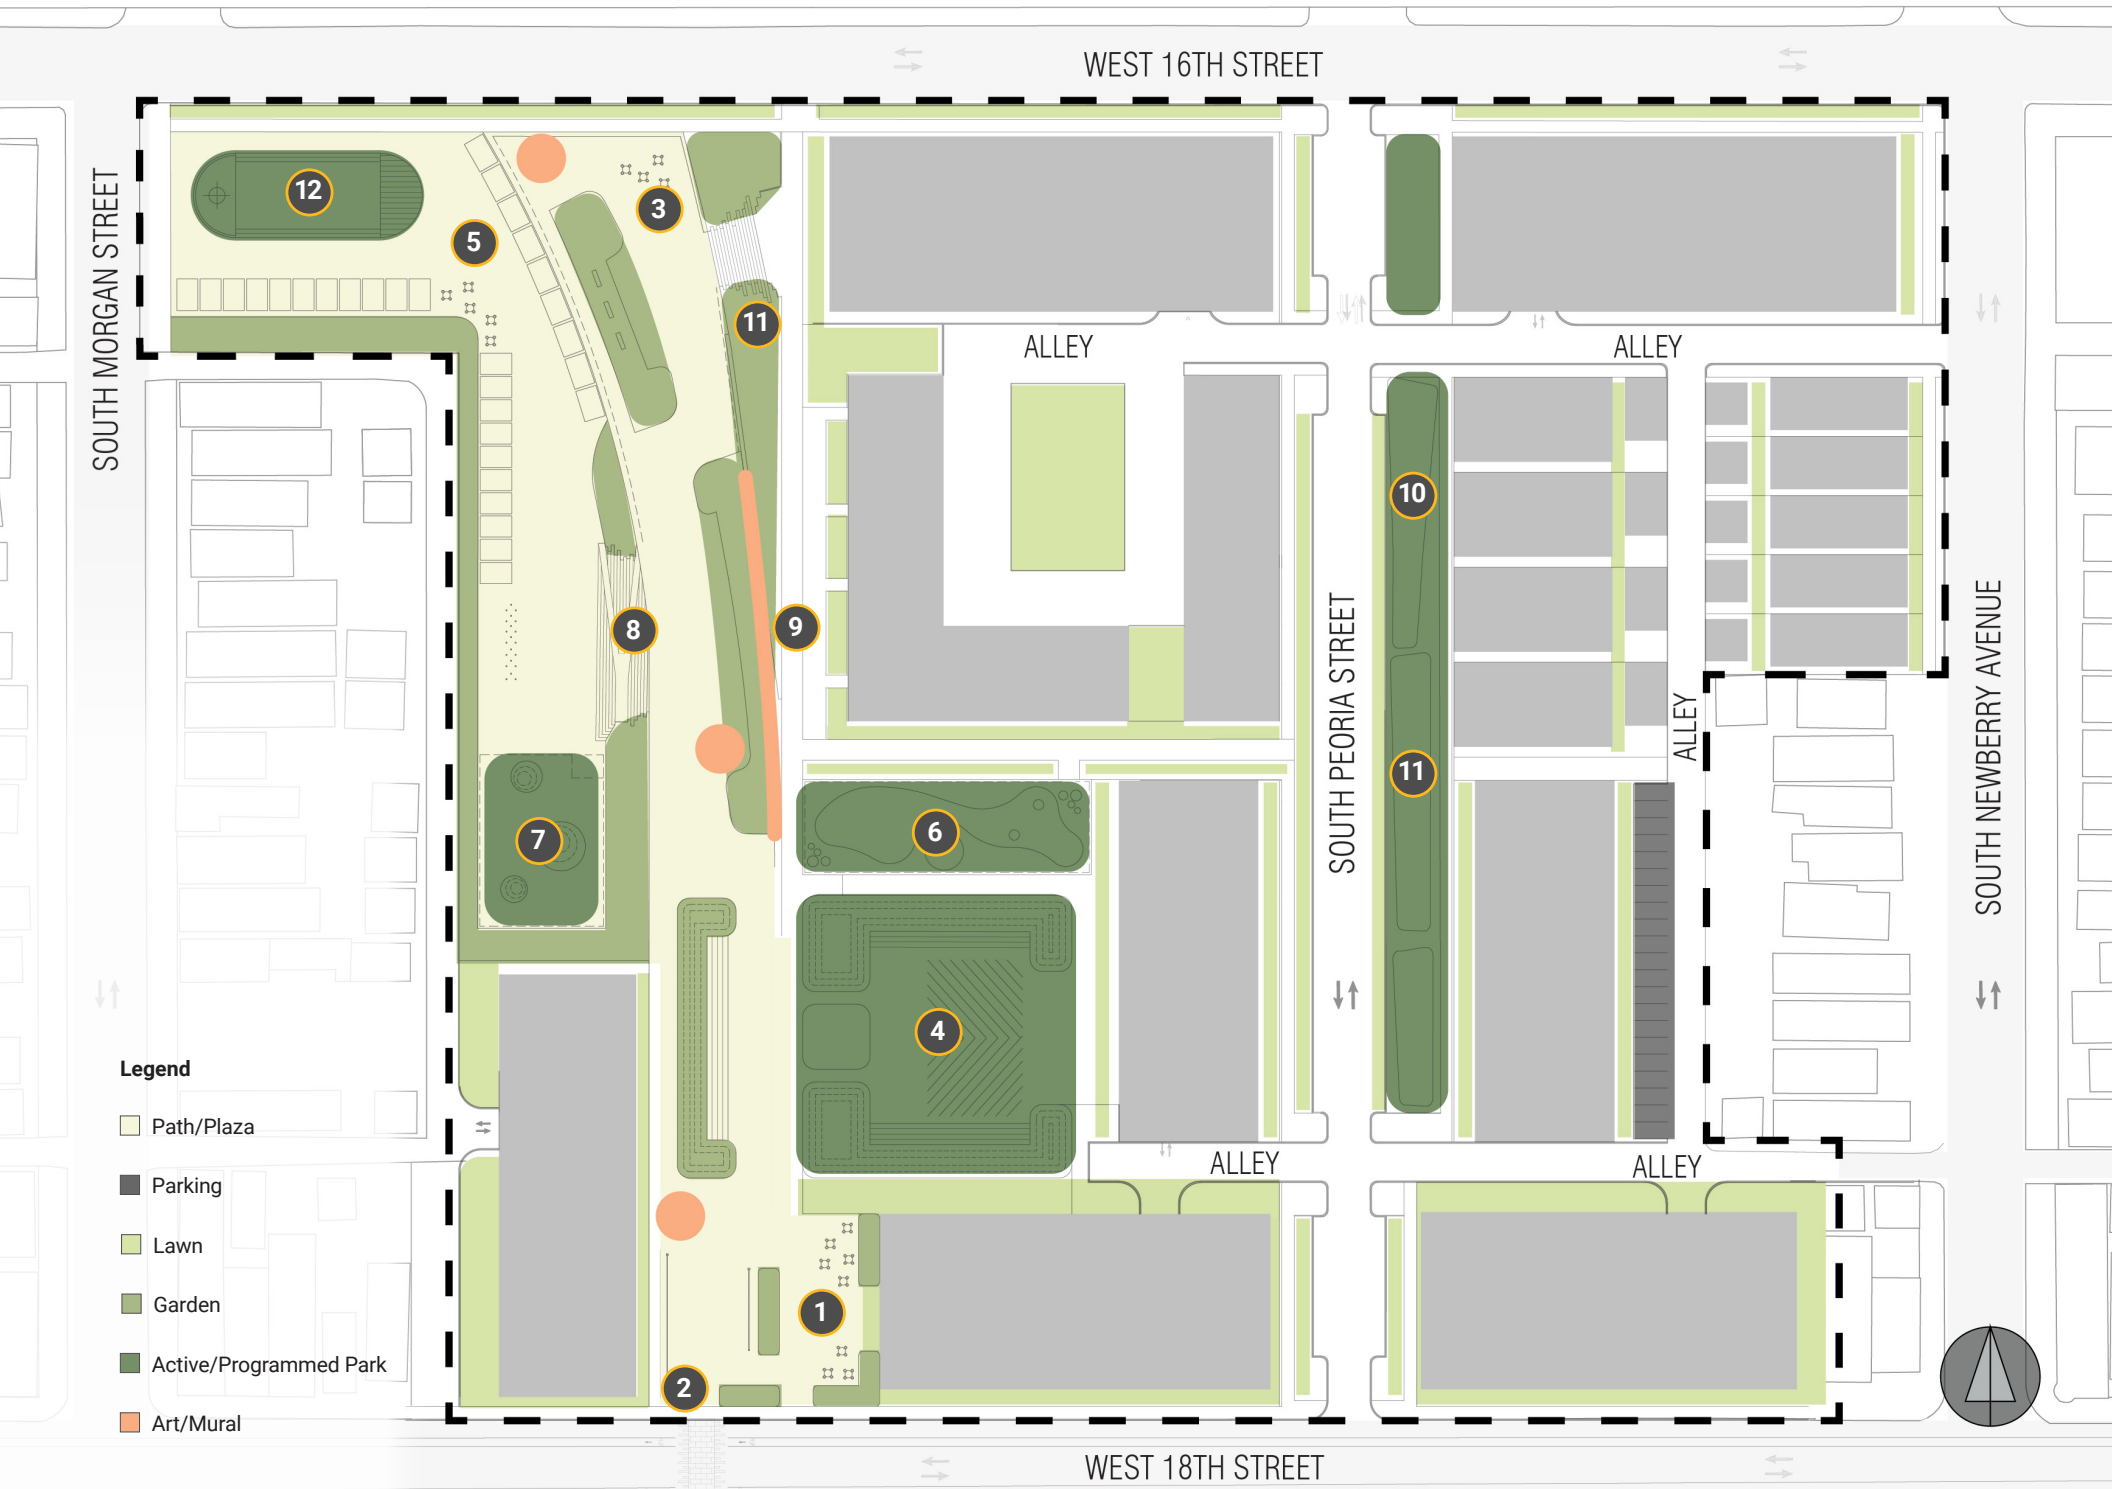 WEST 16TH STREET
SOUTH MORGAN STREET
12
3
5
11
ALLEY
ALLEY
10
8
9
SOUTH PEORIA STREET
SOUTH NEWBERRY AVENUE
ALLEY
11
7
6
4
ALLEY
ALLEY
1
2
Legend
Path/Plaza
Parking
Lawn
Garden
Active/Programmed Park
Art/Mural
WEST 18TH STREET